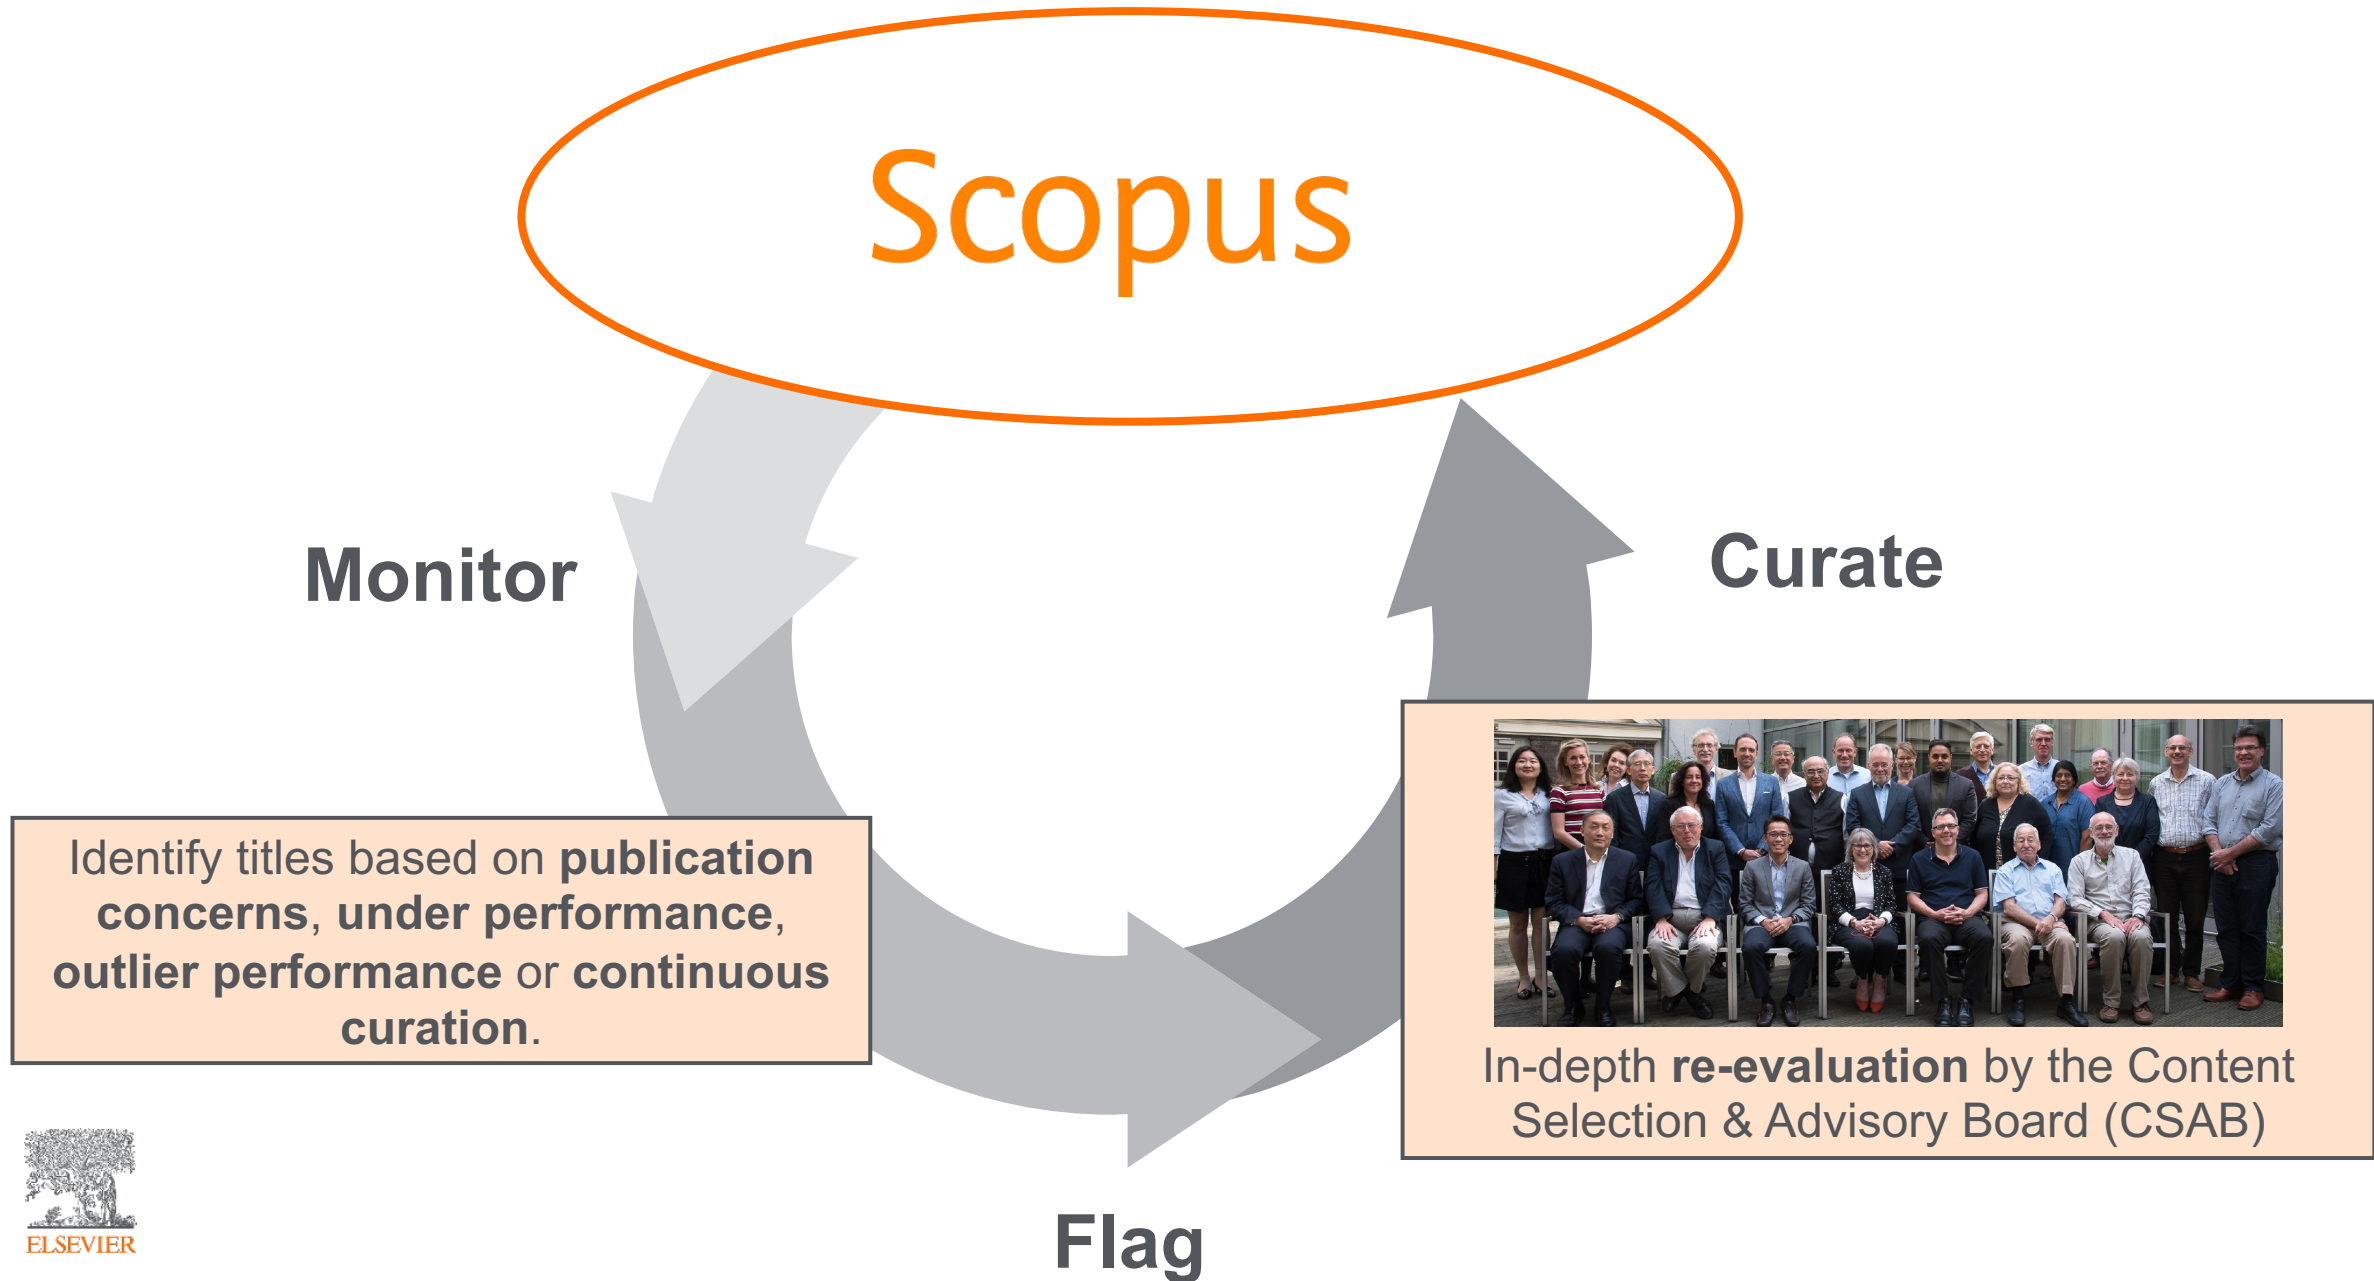 Scopus
Monitor
Curate
Identify titles based on publication
concerns, under performance,
outlier performance or continuous
curation.
In-depth re-evaluation by the Content
Selection & Advisory Board (CSAB)
ELSEVIER
Flag